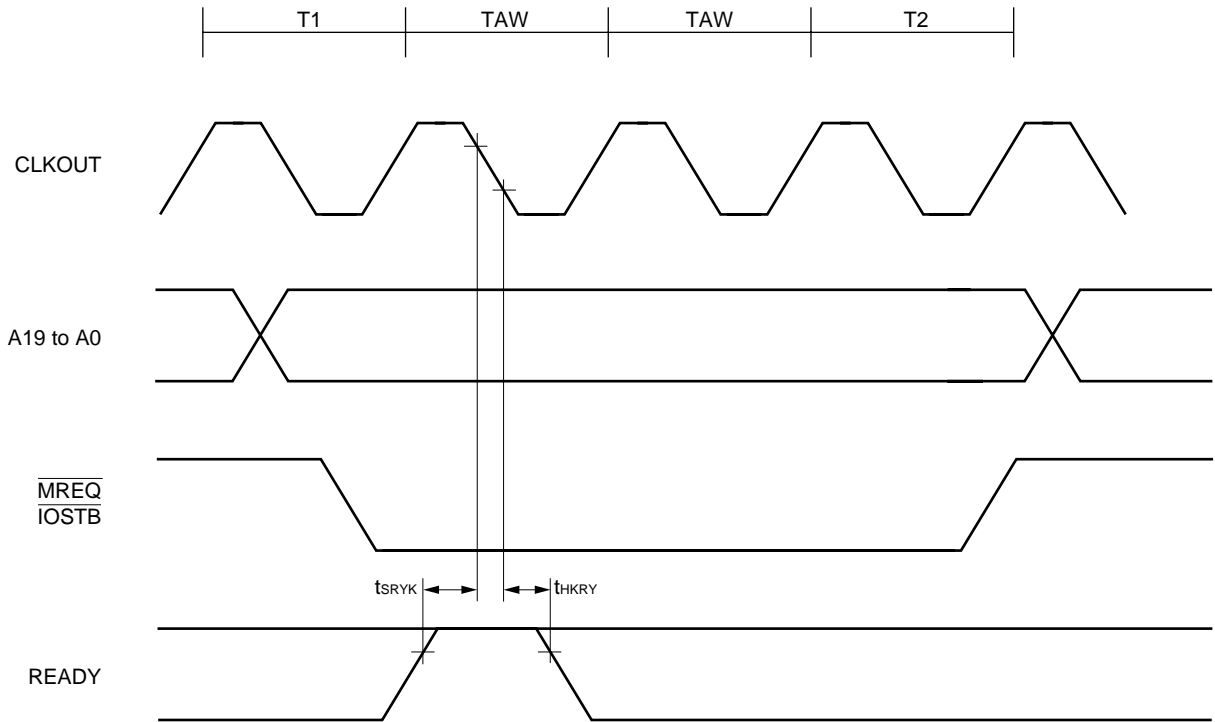 T1 TAW TAW T2
CLKOUT
A19 to A0
MREQ
IOSTB
tSRYK tHKRY
READY